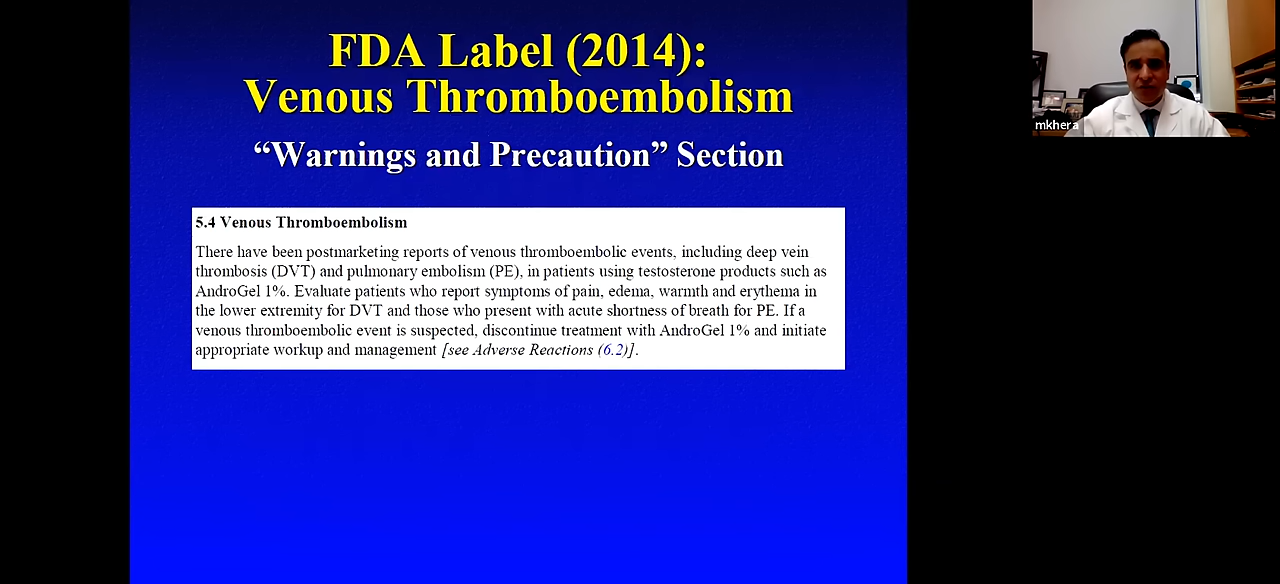 FDA Label (2014):
Venous Thromboembolism
“Warnings and Precaution” Section
5.4 Venous Thromboembolism
There have been postmarketing reports of venous thromboembolic events, including deep vein
thrombosis (DVT) and pulmonary embolism (PE), in patients using testosterone products such as
AndroGel 1%. Evaluate patients who report symptoms of pain, edema, warmth and erythema in
the lower extremity for DVT and those who present with acute shortness of breath for PE. If a
venous thromboembolic event is suspected, discontinue treatment with AndroGel 1% and initiate
appropriate workup and management [see Adverse Reactions (6.2)].
mkhera